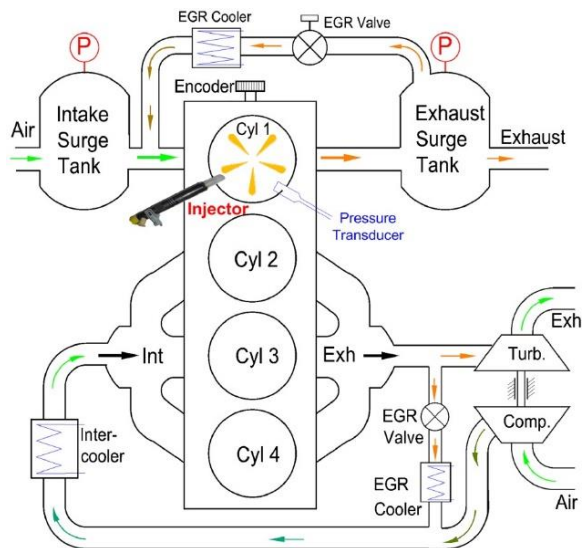 EGR Cooler
EGR Valve
P
P
Encoder
Intake
Surge
Tank
Cyl 1
Exhaust
Surge
Tank
Air
Exhaust
Injector
Pressure
Transducer
Cyl 2
Int
Cyl 3
Exh
Exh
Turb.
Inter-
cooler
EGR
Valve
Comp.
Cyl 4
EGR
Cooler
Air